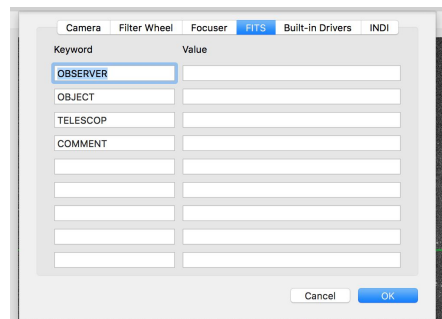 Camera Filter Wheel Focuser FITS Built-in Drivers INDI
Keyword Value
OBSERVER
OBJECT
TELESCOP
COMMENT
Cancel OK